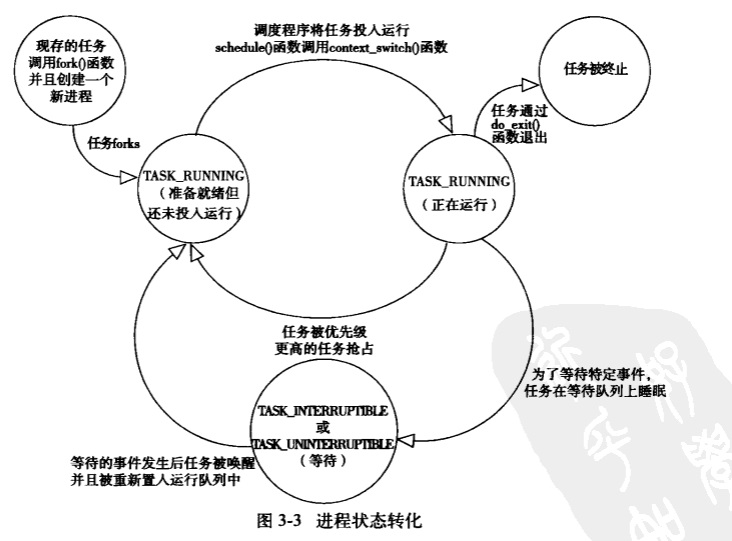 现存的任务
调用fork()函数
并且创建一个
新进程
调度程序将任务投入运行
schedule()函数调用context_switch()函数
任务被终止
任务通过
do_exit()
函数退出
任务forks
TASK_RUNNING
(准备就绪但
还未投入运行)
TASK_RUNNING
(正在运行)
任务被优先级
更高的任务抢占
为了等待特定事件，
任务在等待队列上睡眠
TASK_INTERRUPTIBLE
或
TASK_UNINTERRUPTIBLE
(等待)
等待的事件发生后任务被唤醒
并且被重新置入运行队列中
图 3-3 进程状态转化